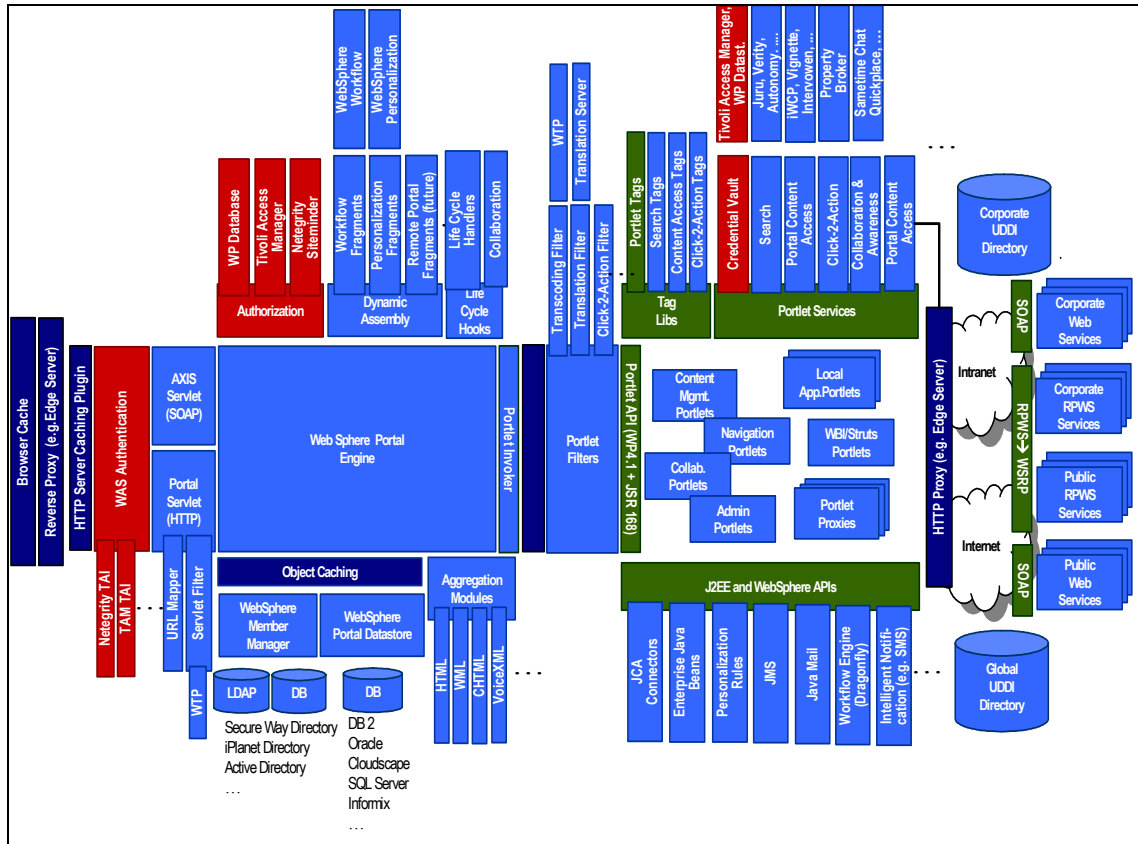 WebSphere
Workflow
WebSphere
Personalization
WTP
Translation Server
Tivoli Access Manager,
WP Datast.
Juru, Verity,
Autonomy. ...
iWCP, Vignette,
Intervowen, ...
Property
Broker
Sametime Chat
Quickplace, ...
...
WP Database
Tivoli Access
Manager
Netegrity
Siteminder
Workflow
Fragments
Personalization
Fragments
Remote Portal
Fragments (future)
Life Cycle
Handlers
Collaboration
Transcoding Filter
Translation Filter
Click-2-Action Filter
....
Portlet Tags
Search Tags
Content Access Tags
Click-2-Action Tags
Credential Vault
Search
Portal Content
Access
Click-2-Action
Collaboration &
Awareness
Portal Content
Access
Corporate
UDDI
Directory
Authorization
Dynamic
Assembly
Life
Cycle
Hooks
Tag
Libs
Portlet Services
Browser Cache
Reverse Proxy (e.g.Edge Server)
HTTP Server Caching Plugin
WAS Authentication
AXIS
Servlet
(SOAP)
Portal
Servlet
(HTTP)
Web Sphere Portal
Engine
Portlet Invoker
Portlet
Filters
Portlet API (WP4.1 + JSR 168)
Content
Mgmt.
Portlets
Local
App.Portlets
Navigation
Portlets
WBI/Struts
Portlets
Collab.
Portlets
Admin
Portlets
Portlet
Proxies
HTTP Proxy (e.g. Edge Server)
Intranet
Internet
SOAP
RPWS→ WSRP
SOAP
Corporate
Web
Services
Corporate
RPWS
Services
Public
RPWS
Services
Public
Web
Services
Netegrity TAI
TAM TAI
....
URL Mapper
Servlet Filter
WTP
Object Caching
WebSphere
Member
Manager
WebSphere
Portal Datastore
Aggregation
Modules
HTML
WML
CHTML
VoiceXML
....
J2EE and WebSphere APIs
JCA
Connectors
Enterprise Java
Beans
Personalization
Rules
JMS
Java Mail
Workflow Engine
(Dragonfly)
Intelligent Notifi-
cation (e.g. SMS)
....
Global
UDDI
Directory
LDAP
DB
DB
Secure Way Directory
iPlanet Directory
Active Directory
...
DB 2
Oracle
Cloudscape
SQL Server
Informix
...